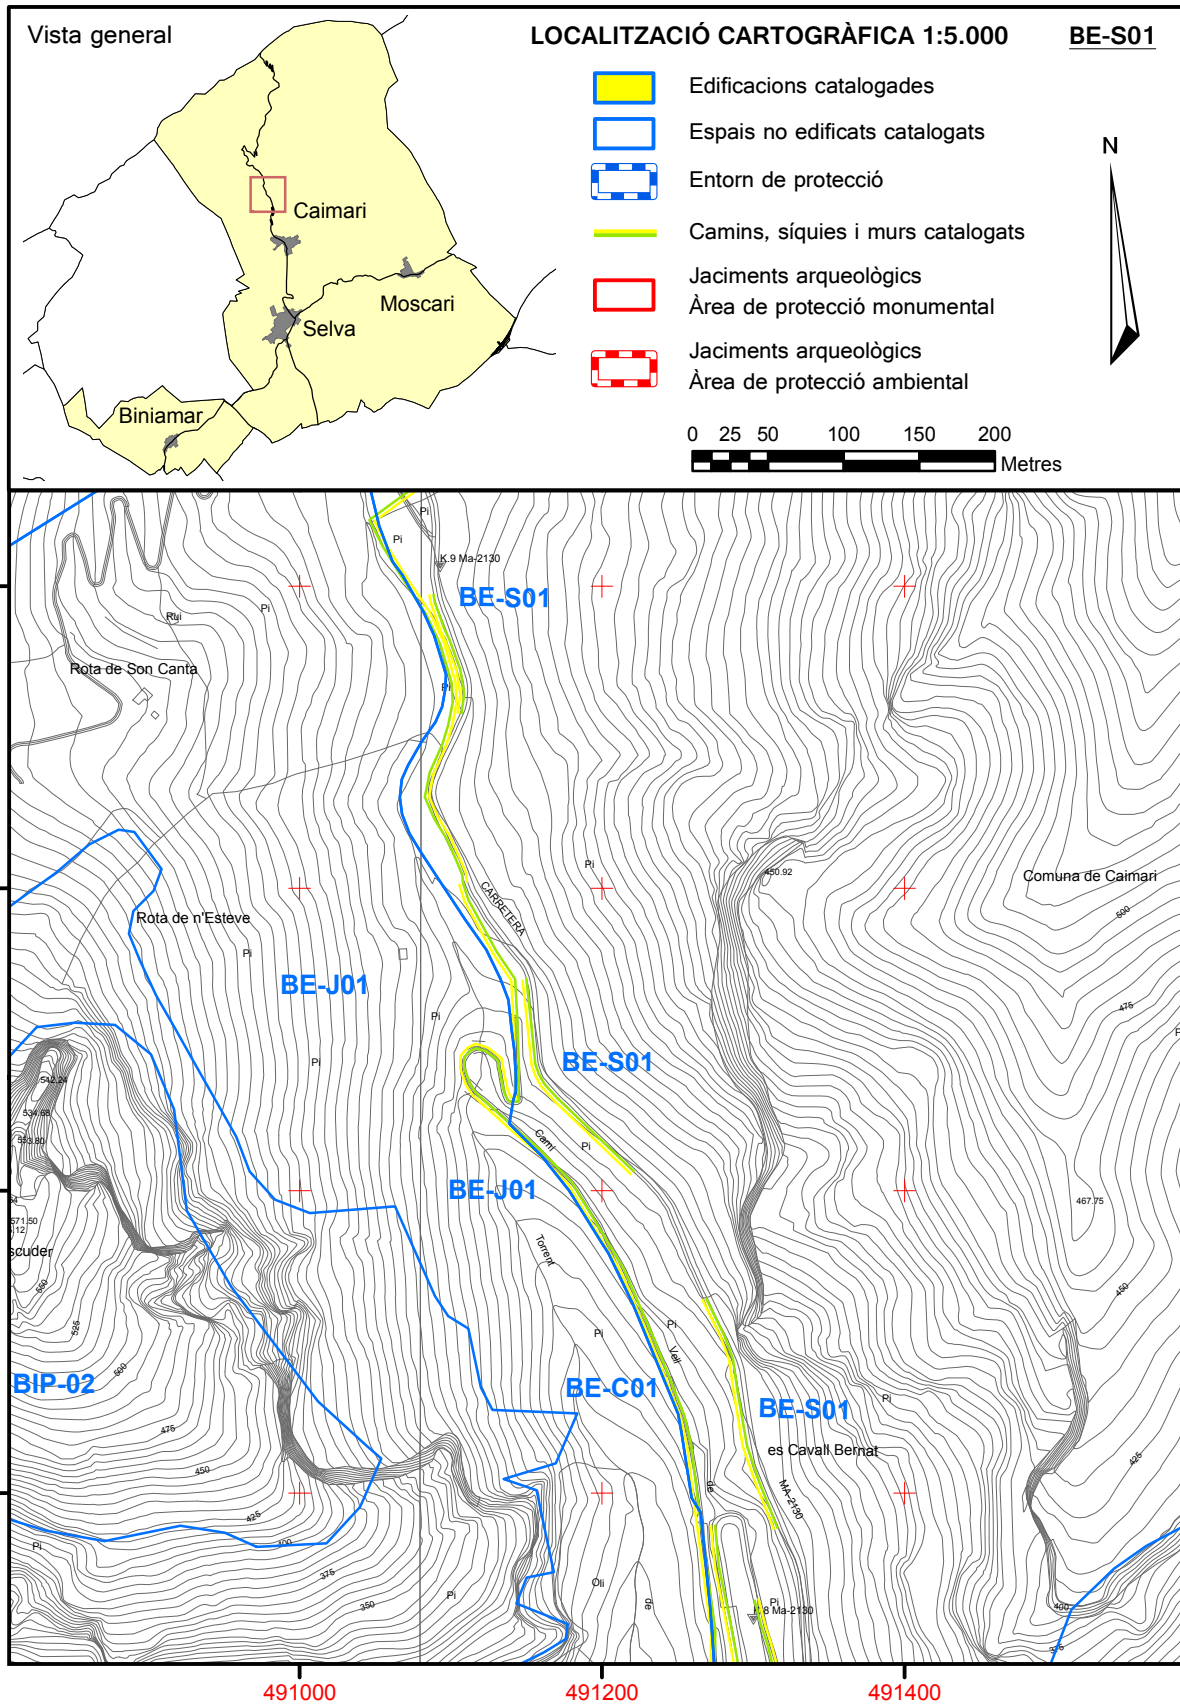 Vista general
LOCALITZACIÓ CARTOGRÀFICA 1:5.000
BE-S01
Edificacions catalogades
Espais no edificats catalogats
Entorn de protecció
Camins, síquies i murs catalogats
Jaciments arqueològics
Àrea de protecció monumental
Jaciments arqueològics
Àrea de protecció ambiental
N
Caimari
Moscari
Selva
Biniamar
0 25 50 100 150 200
Metres
Pi
Pi
K.9 Ma-2130
BE-S01
Pi
Rui
Rota de Son Canta
Pi
Pi
450.92
Comuna de Caimari
CARRETERA
500
Rota de n'Esteve
Pi
BE-J01
475
Pi
Pi
BE-S01
542.24
534.68
553.80
Camí
Pi
BE-J01
467.75
571.50
scuder
Torrent
550
450
525
Pi
Pi
Vell
500
BIP-02
BE-C01
BE-S01
Pi
475
es Cavall Bernat
450
425
de
MA-2130
425
400
Pi
375
Oli
Pi
350
de
Pi
8 Ma-2130
400
375
491000
491200
491400